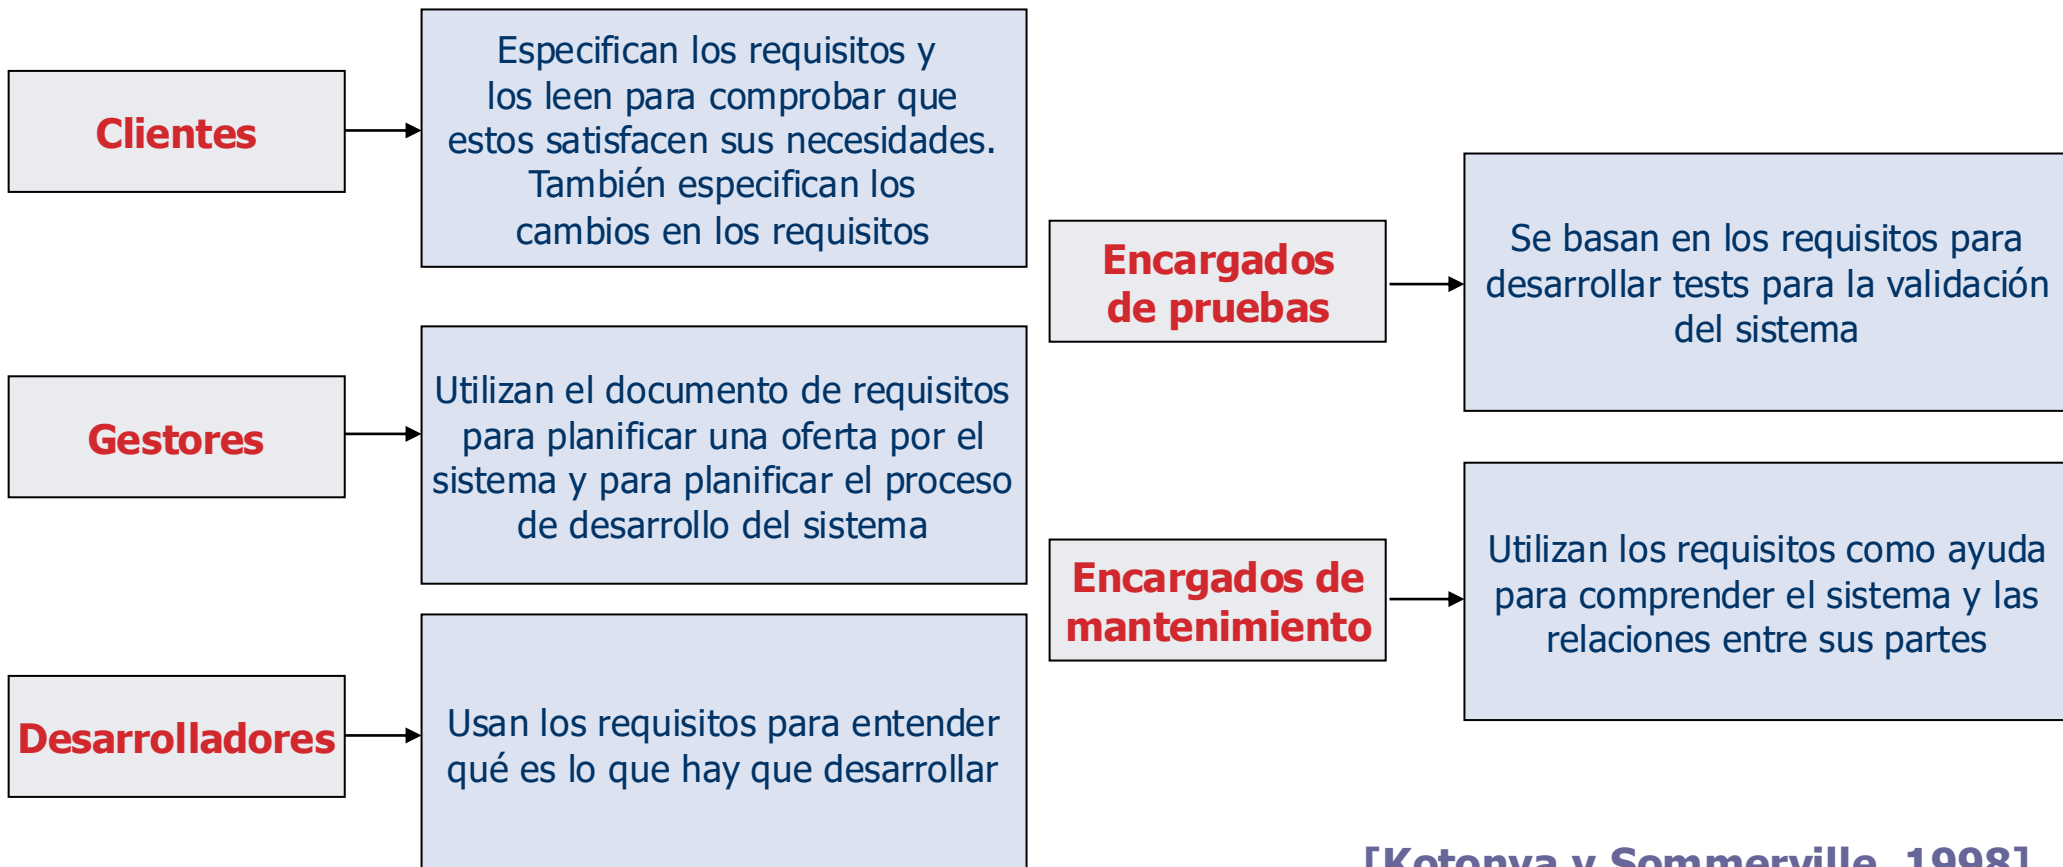 Clientes
Especifican los requisitos y
los leen para comprobar que
estos satisfacen sus necesidades.
También especifican los
cambios en los requisitos
Gestores
Utilizan el documento de requisitos
para planificar una oferta por el
sistema y para planificar el proceso
de desarrollo del sistema
Desarrolladores
Usan los requisitos para entender
qué es lo que hay que desarrollar
Encargados
de pruebas
Se basan en los requisitos para
desarrollar tests para la validación
del sistema
Encargados de
mantenimiento
Utilizan los requisitos como ayuda
para comprender el sistema y las
relaciones entre sus partes
[Kotonya y Sommerville, 1998]